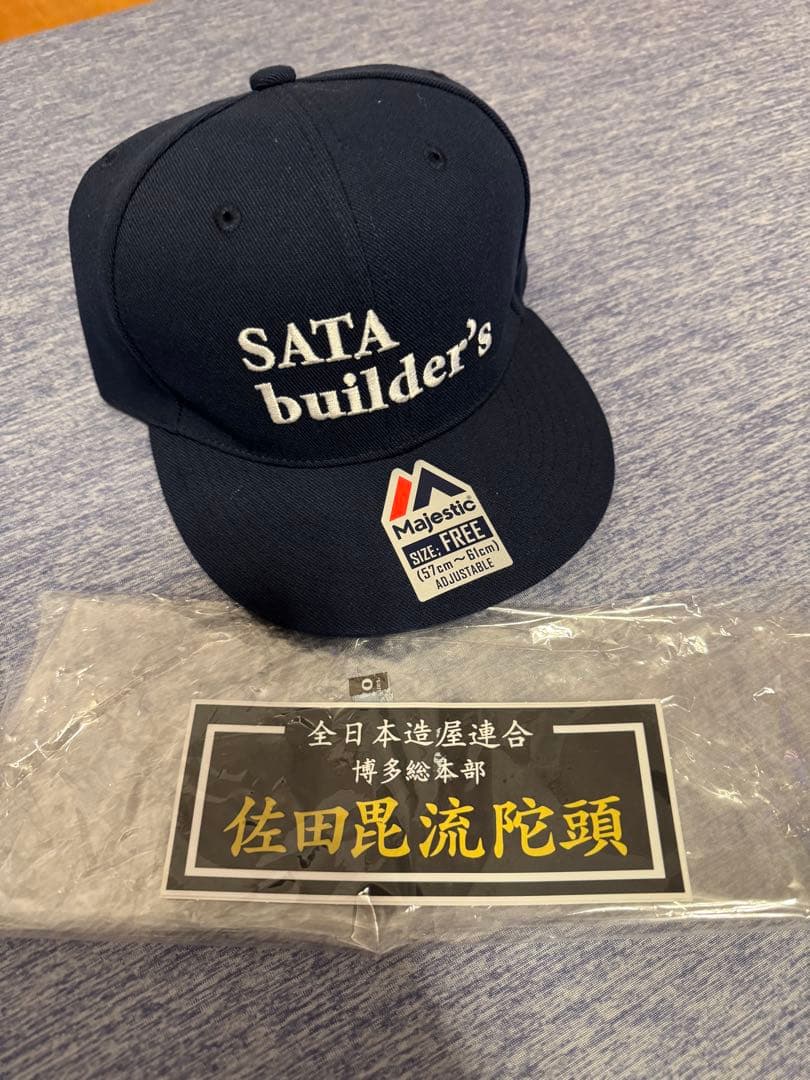 SATA
builder's
Majestic
SIZE: FREE
(57cm～61cm)
ADJUSTABLE
全日本造り屋連合
博多総本部
佐田毘流陀頭